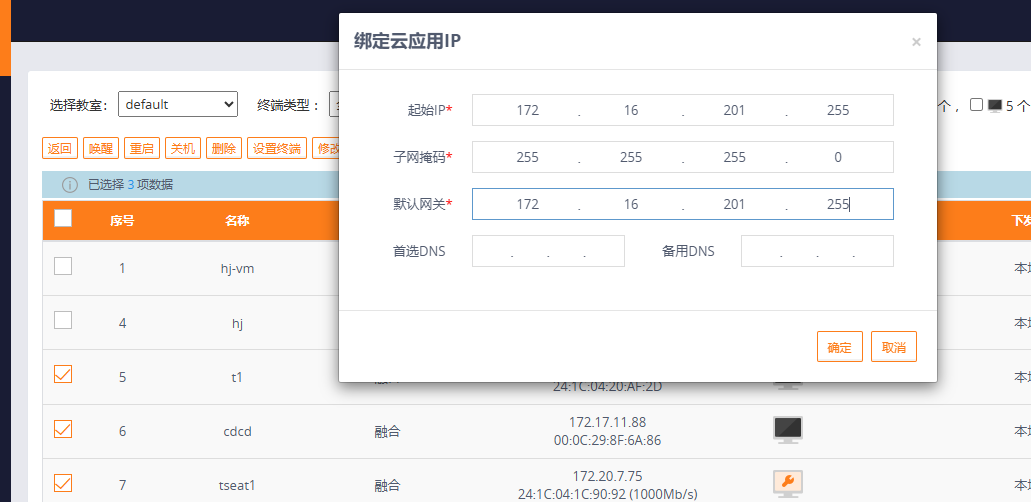 绑定云应用IP ×
选择教室: default 终端类型: 个, 5 个
起始IP* 172 . 16 . 201 . 255
返回 唤醒 重启 关机 删除 设置终端 修改
子网掩码* 255 . 255 . 255 . 0
已选择 3 项数据
默认网关* 172 . 16 . 201 . 255
序号 名称 下发
首选DNS . . . 备用DNS . . .
1 hj-vm 本地
4 hj 本地
确定 取消
5 t1 融合 24:1C:04:20:AF:2D 本地
6 cdcd 融合 172.17.11.88 本地
00:0C:29:8F:6A:86
7 tseat1 融合 172.20.7.75 本地
24:1C:04:1C:90:92 (1000Mb/s)